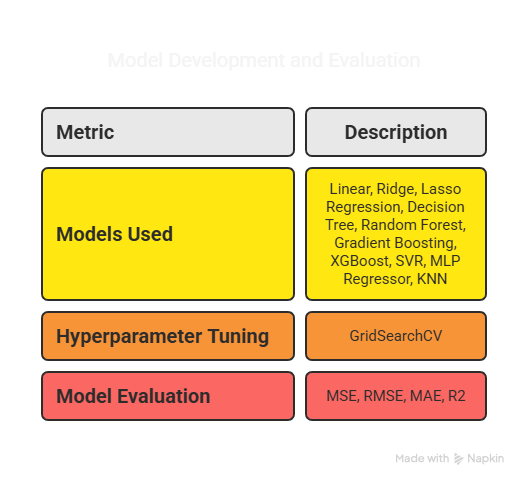 Model Development and Evaluation
Metric
Description
Models Used
Linear, Ridge, Lasso
Regression, Decision
Tree, Random Forest,
Gradient Boosting,
XGBoost, SVR, MLP
Regressor, KNN
Hyperparameter Tuning
GridSearchCV
Model Evaluation
MSE, RMSE, MAE, R2
Made with Napkin